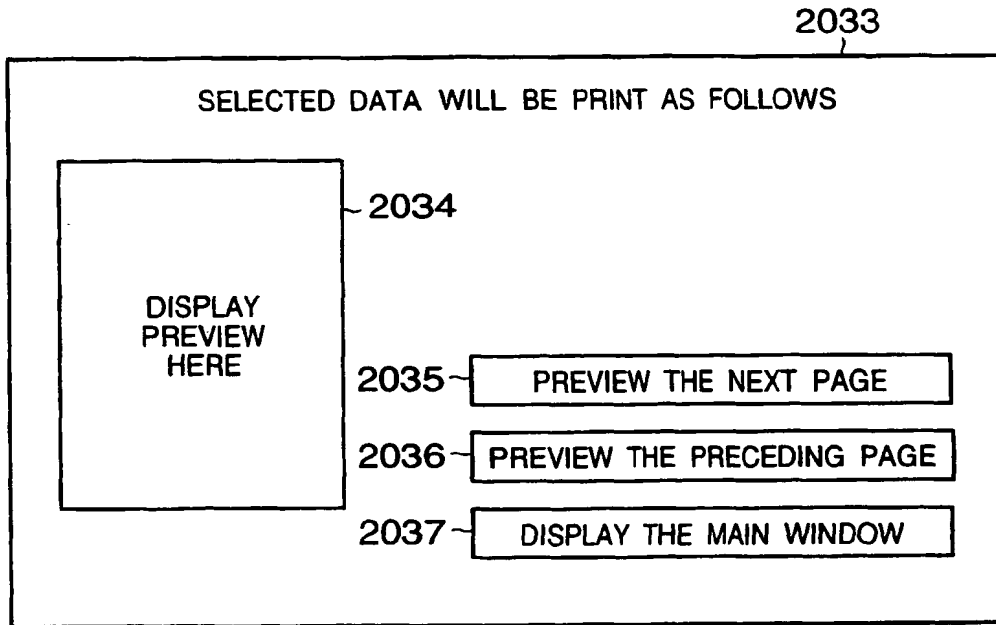 2033
SELECTED DATA WILL BE PRINT AS FOLLOWS
2034
DISPLAY
PREVIEW
HERE
2035 PREVIEW THE NEXT PAGE
2036 PREVIEW THE PRECEDING PAGE
2037 DISPLAY THE MAIN WINDOW